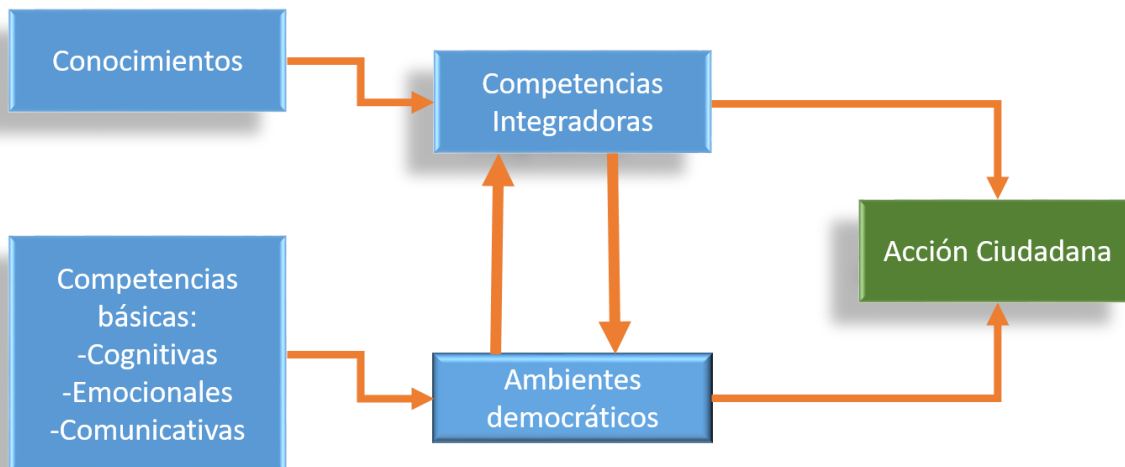 Conocimientos
Competencias
Integradoras
Acción Ciudadana
Competencias
básicas:
-Cognitivas
-Emocionales
-Comunicativas
Ambientes
democráticos